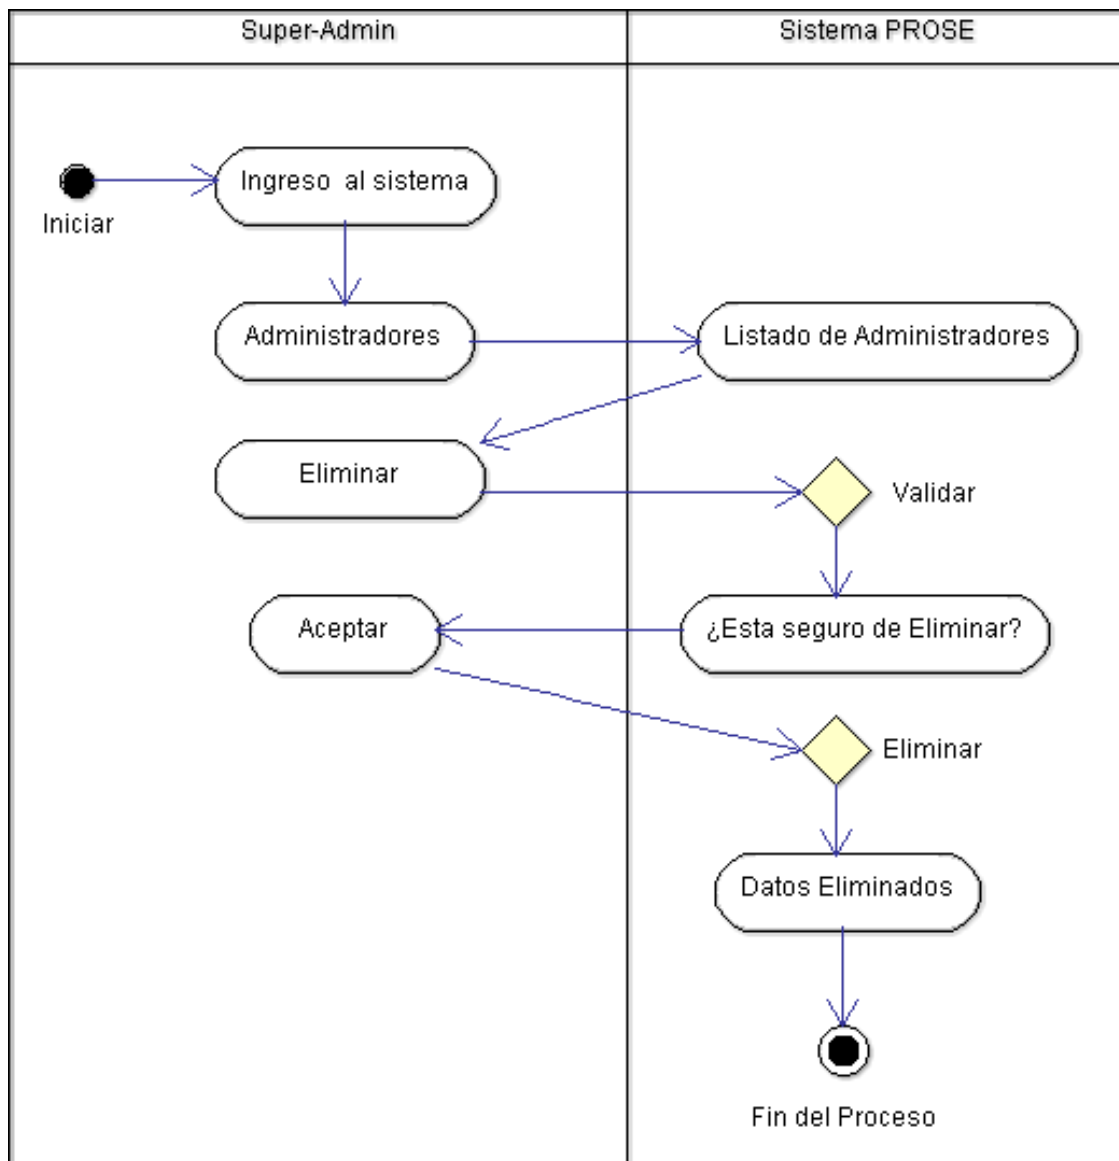 Super-Admin
Sistema PROSE
Ingreso al sistema
Iniciar
Administradores
Listado de Administradores
Eliminar
Validar
Aceptar
¿Esta seguro de Eliminar?
Eliminar
Datos Eliminados
Fin del Proceso